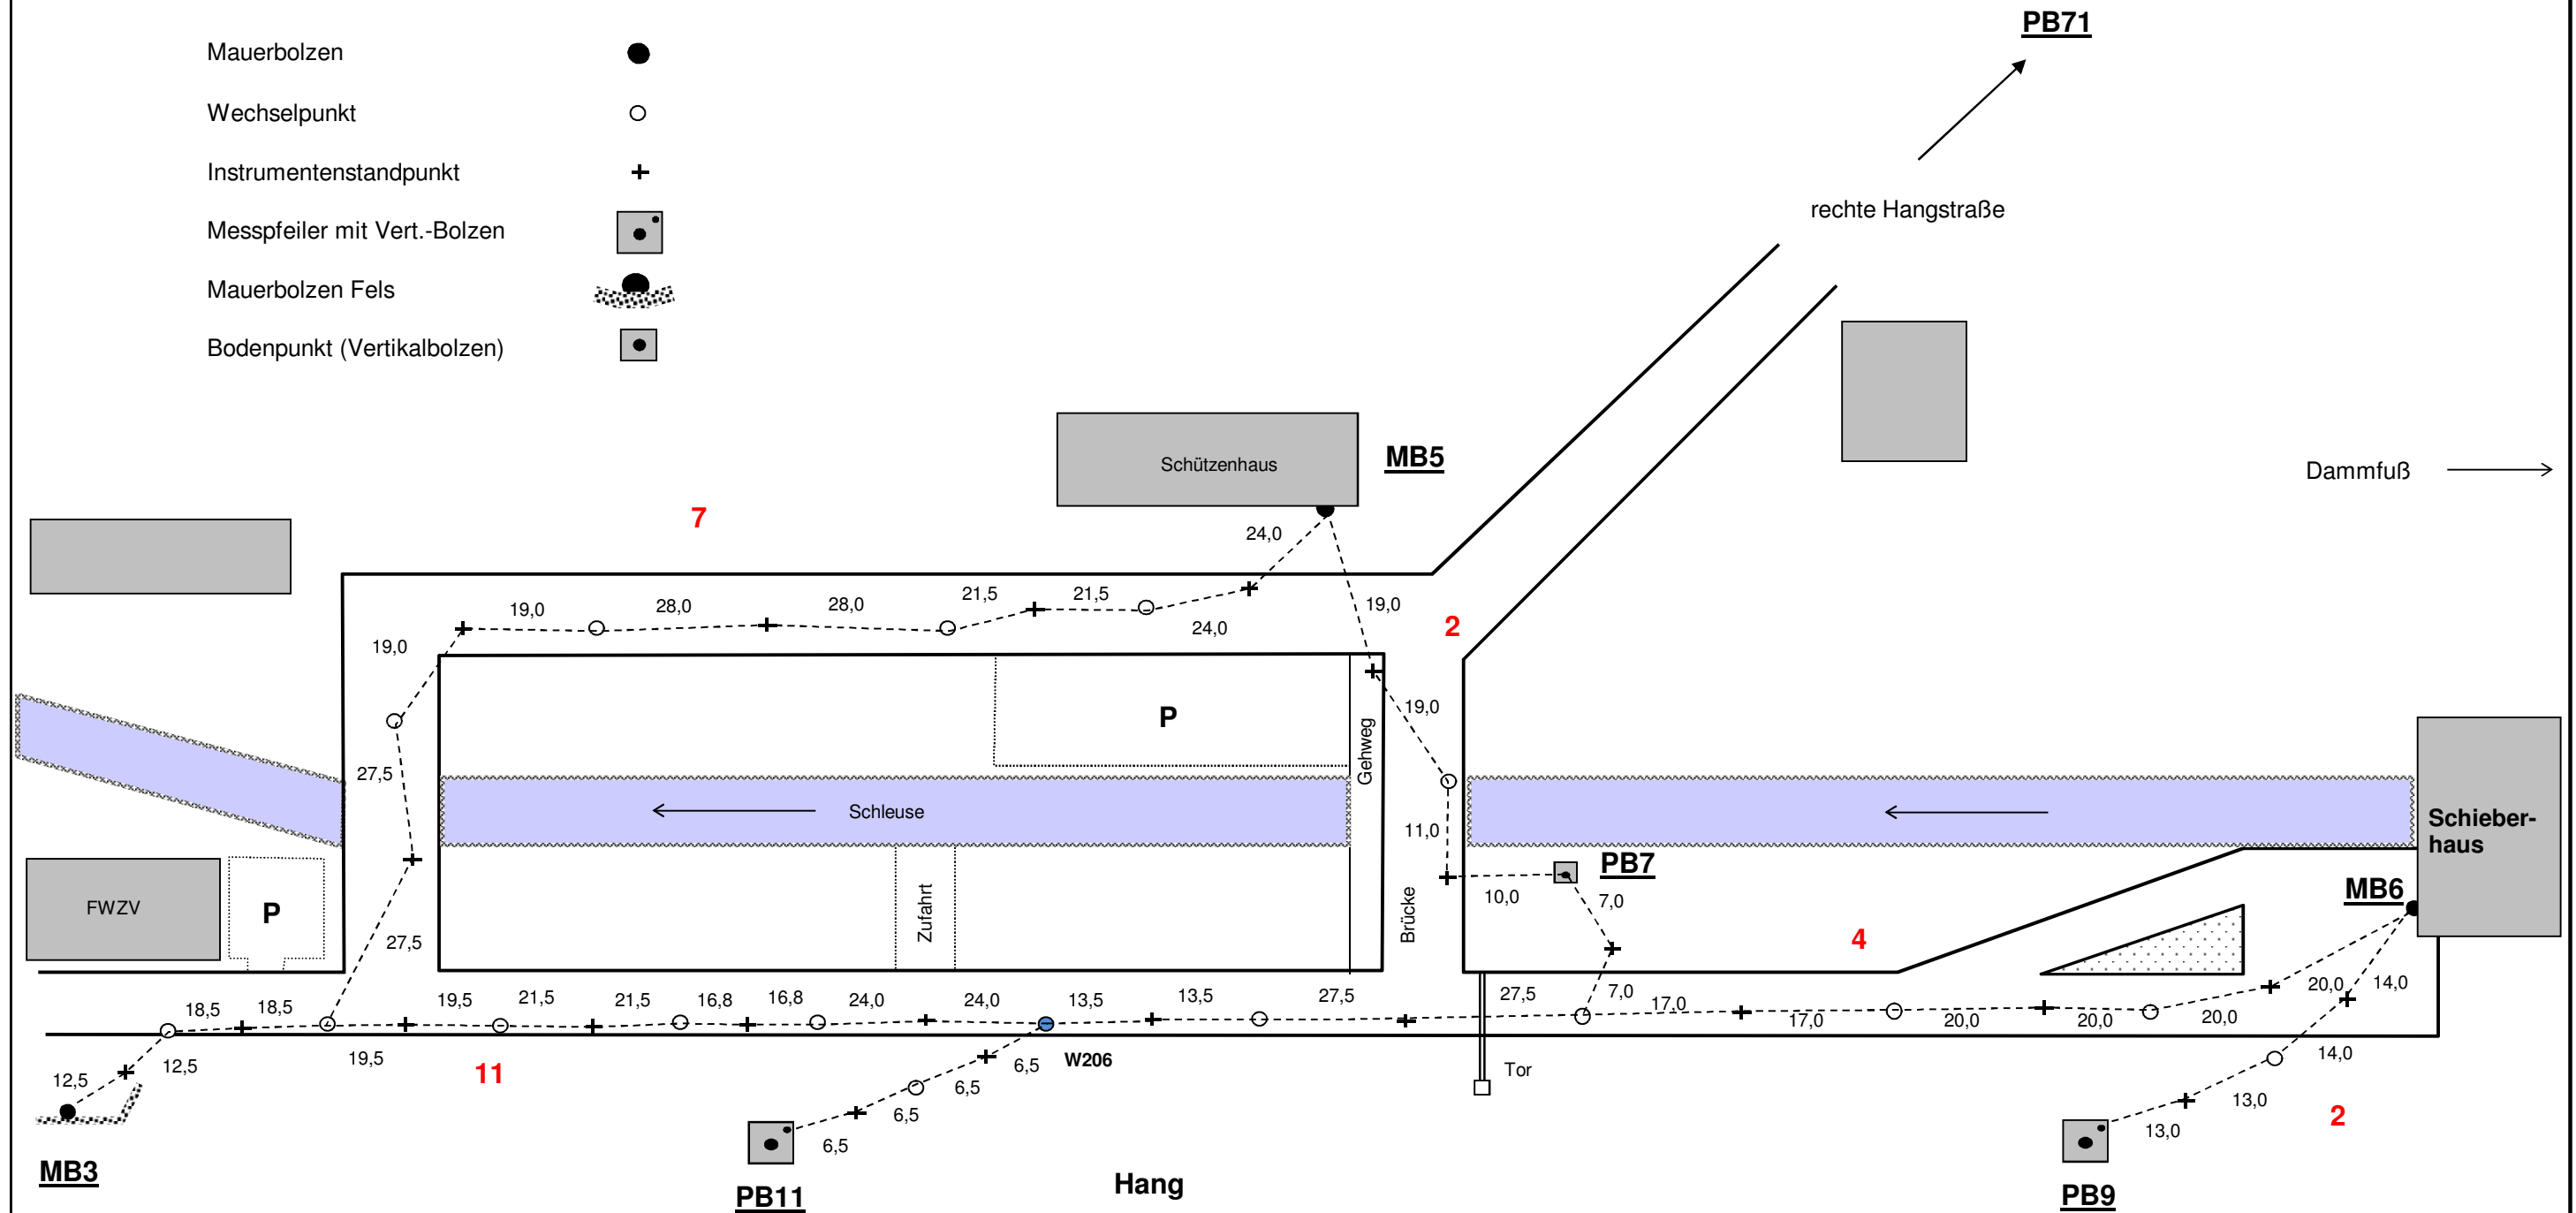 PB71
Mauerbolzen
Wechselpunkt
Instrumentenstandpunkt
Messpfeiler mit Vert.-Bolzen
Mauerbolzen Fels
Bodenpunkt (Vertikalbolzen)
rechte Hangstraße
Schützenhaus
MB5
Dammfuß
7
24,0
19,0
28,0
28,0
21,5
21,5
24,0
19,0
2
19,0
P
Gehweg
19,0
27,5
Schleuse
11,0
Schieber-
haus
PB7
MB6
FWZV
P
Zufahrt
Brücke
10,0
7,0
4
27,5
18,5
18,5
19,5
21,5
21,5
16,8
16,8
24,0
24,0
13,5
13,5
27,5
27,5
7,0
17,0
17,0
20,0
20,0
20,0
20,0
14,0
12,5
12,5
19,5
11
6,5
W206
Tor
14,0
6,5
6,5
6,5
13,0
13,0
2
MB3
PB11
Hang
PB9